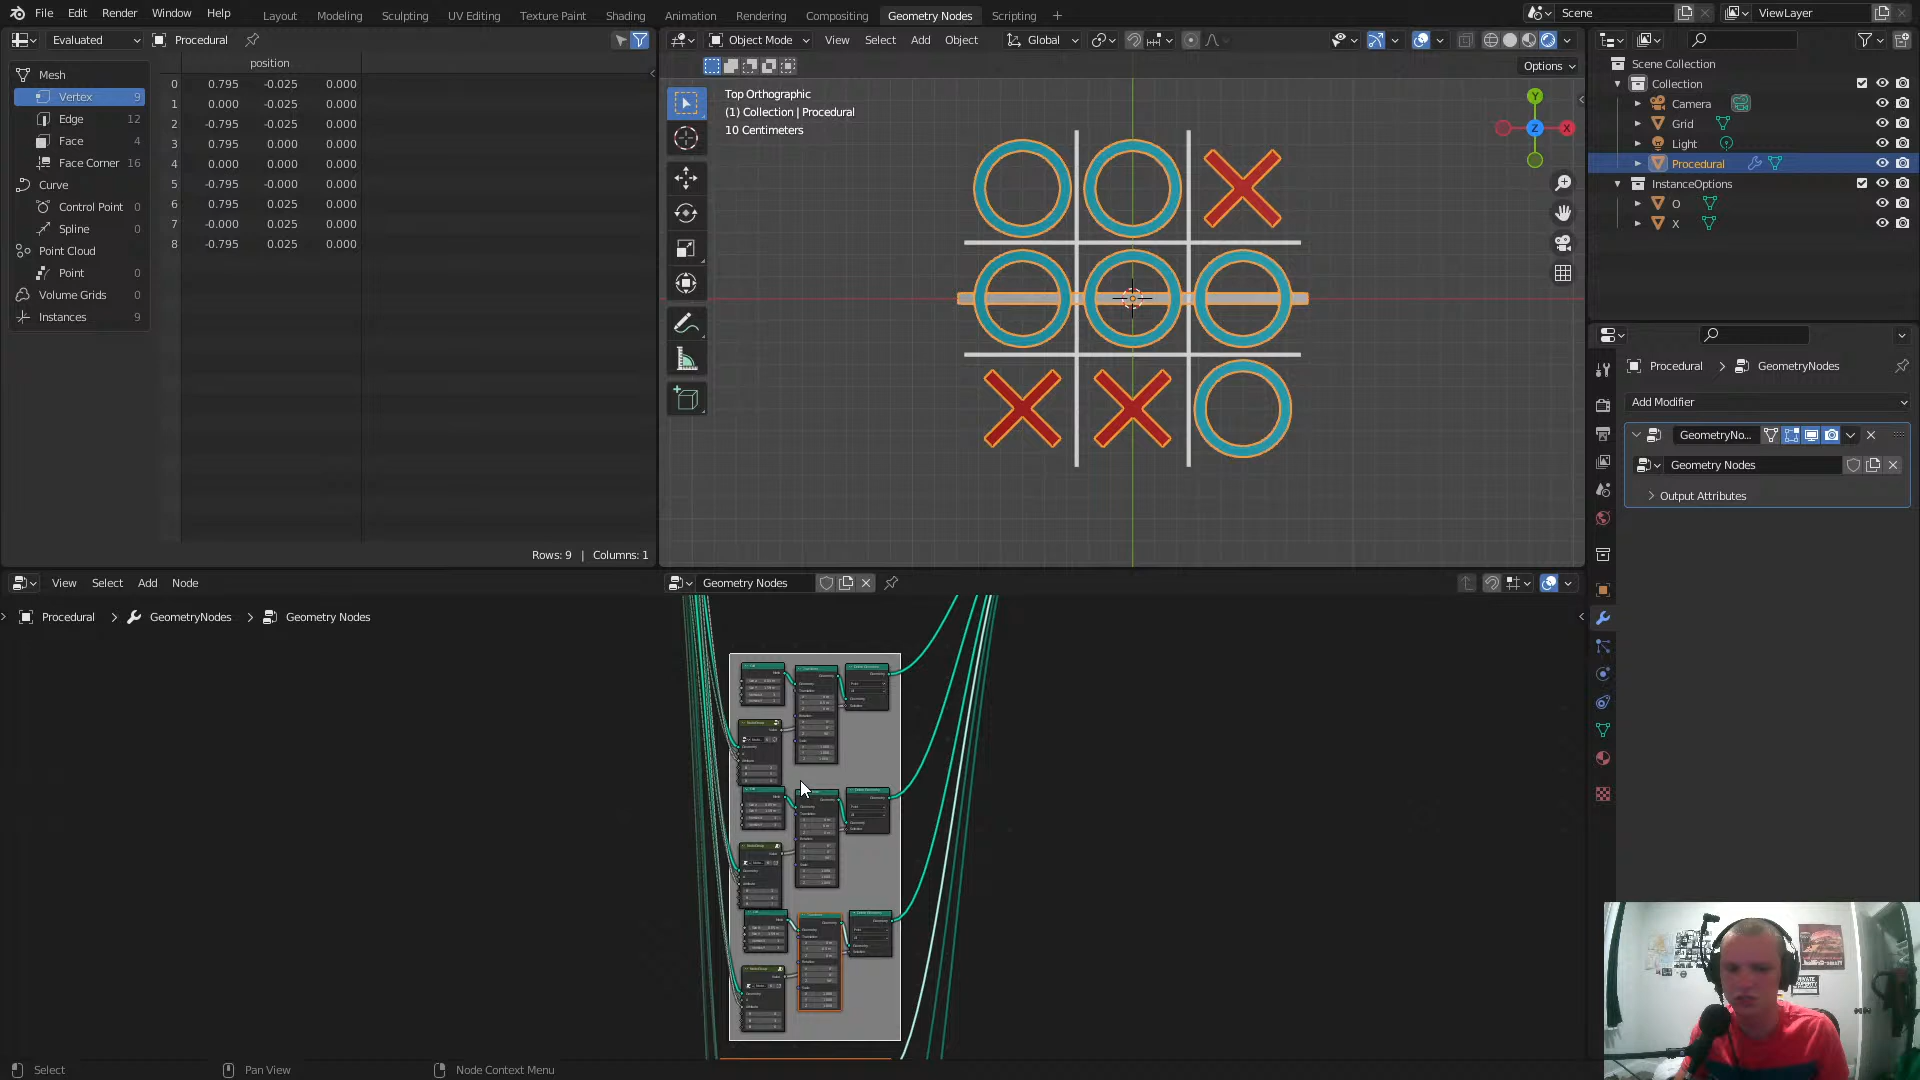 File Edit Render Window Help Layout Modeling Sculpting UV Editing Texture Paint Shading Animation Rendering Compositing Geometry Nodes Scripting + Scene ViewLayer
Evaluated Procedural
Object Mode View Select Add Object Global
Options
position
Mesh
Vertex 9
Edge 12
Face 4
Face Corner 16
Curve
Control Point 0
Spline 0
Point Cloud
Point 0
Volume Grids 0
Instances 9
0 0.795 -0.025 0.000
1 0.000 -0.025 0.000
2 -0.795 -0.025 0.000
3 0.795 0.000 0.000
4 0.000 0.000 0.000
5 -0.795 -0.000 0.000
6 0.795 0.025 0.000
7 -0.000 0.025 0.000
8 -0.795 0.025 0.000
Rows: 9 | Columns: 1
Top Orthographic
(1) Collection | Procedural
10 Centimeters
Y
Z
X
Scene Collection
Collection
Camera
Grid
Light
Procedural
InstanceOptions
O
X
Procedural > GeometryNodes
Add Modifier
GeometryNo...
Geometry Nodes
Output Attributes
View Select Add Node
Geometry Nodes
Procedural > GeometryNodes > Geometry Nodes
Select Pan View Node Context Menu